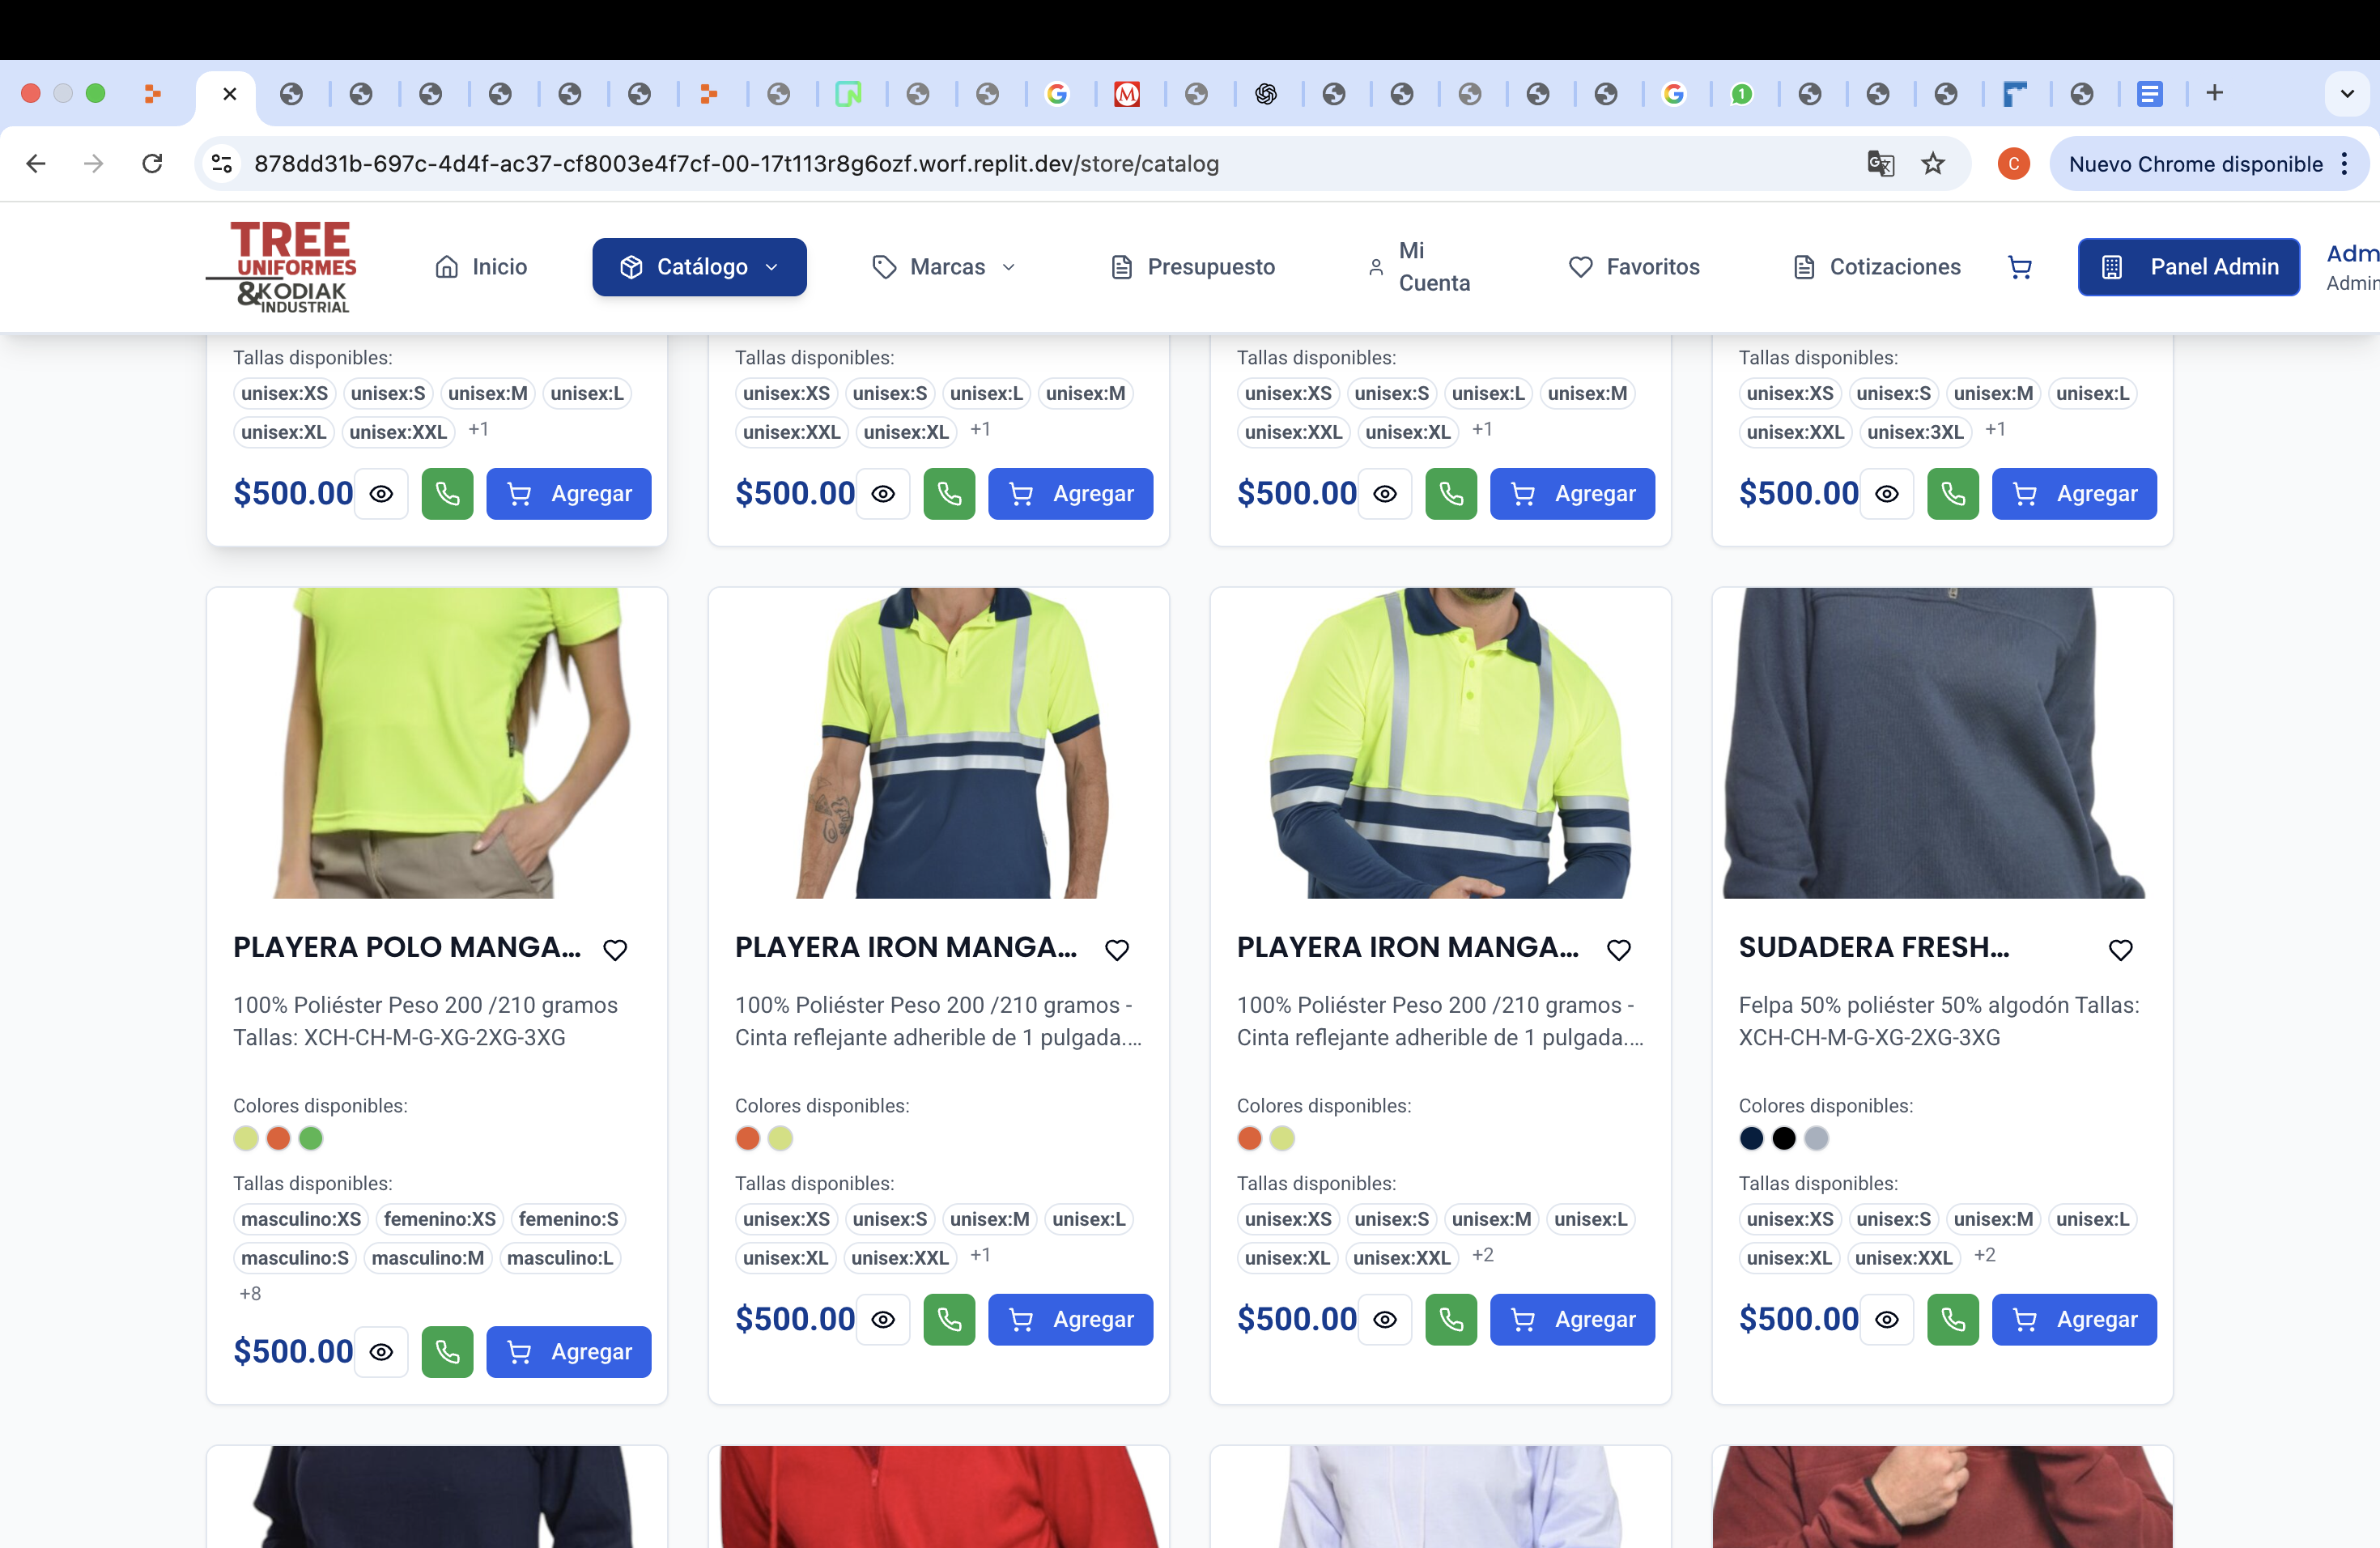 1
878dd31b-697c-4d4f-ac37-cf8003e4f7cf-00-17t113r8g6ozf.worf.replit.dev/store/catalog
C
Nuevo Chrome disponible
TREE
UNIFORMES
&KODIAK
INDUSTRIAL
Inicio
Catálogo
Marcas
Presupuesto
Mi
Cuenta
Favoritos
Cotizaciones
Panel Admin
Adm
Admin
Tallas disponibles:
unisex:XS unisex:S unisex:M unisex:L
unisex:XL unisex:XXL +1
$500.00 Agregar
Tallas disponibles:
unisex:XS unisex:S unisex:L unisex:M
unisex:XXL unisex:XL +1
$500.00 Agregar
Tallas disponibles:
unisex:XS unisex:S unisex:L unisex:M
unisex:XXL unisex:XL +1
$500.00 Agregar
Tallas disponibles:
unisex:XS unisex:S unisex:M unisex:L
unisex:XXL unisex:3XL +1
$500.00 Agregar
PLAYERA POLO MANGA...
100% Poliéster Peso 200 /210 gramos
Tallas: XCH-CH-M-G-XG-2XG-3XG
Colores disponibles:
Tallas disponibles:
masculino:XS femenino:XS femenino:S
masculino:S masculino:M masculino:L
+8
$500.00 Agregar
PLAYERA IRON MANGA...
100% Poliéster Peso 200 /210 gramos -
Cinta reflejante adherible de 1 pulgada....
Colores disponibles:
Tallas disponibles:
unisex:XS unisex:S unisex:M unisex:L
unisex:XL unisex:XXL +1
$500.00 Agregar
PLAYERA IRON MANGA...
100% Poliéster Peso 200 /210 gramos -
Cinta reflejante adherible de 1 pulgada....
Colores disponibles:
Tallas disponibles:
unisex:XS unisex:S unisex:M unisex:L
unisex:XL unisex:XXL +2
$500.00 Agregar
SUDADERA FRESH...
Felpa 50% poliéster 50% algodón Tallas:
XCH-CH-M-G-XG-2XG-3XG
Colores disponibles:
Tallas disponibles:
unisex:XS unisex:S unisex:M unisex:L
unisex:XL unisex:XXL +2
$500.00 Agregar